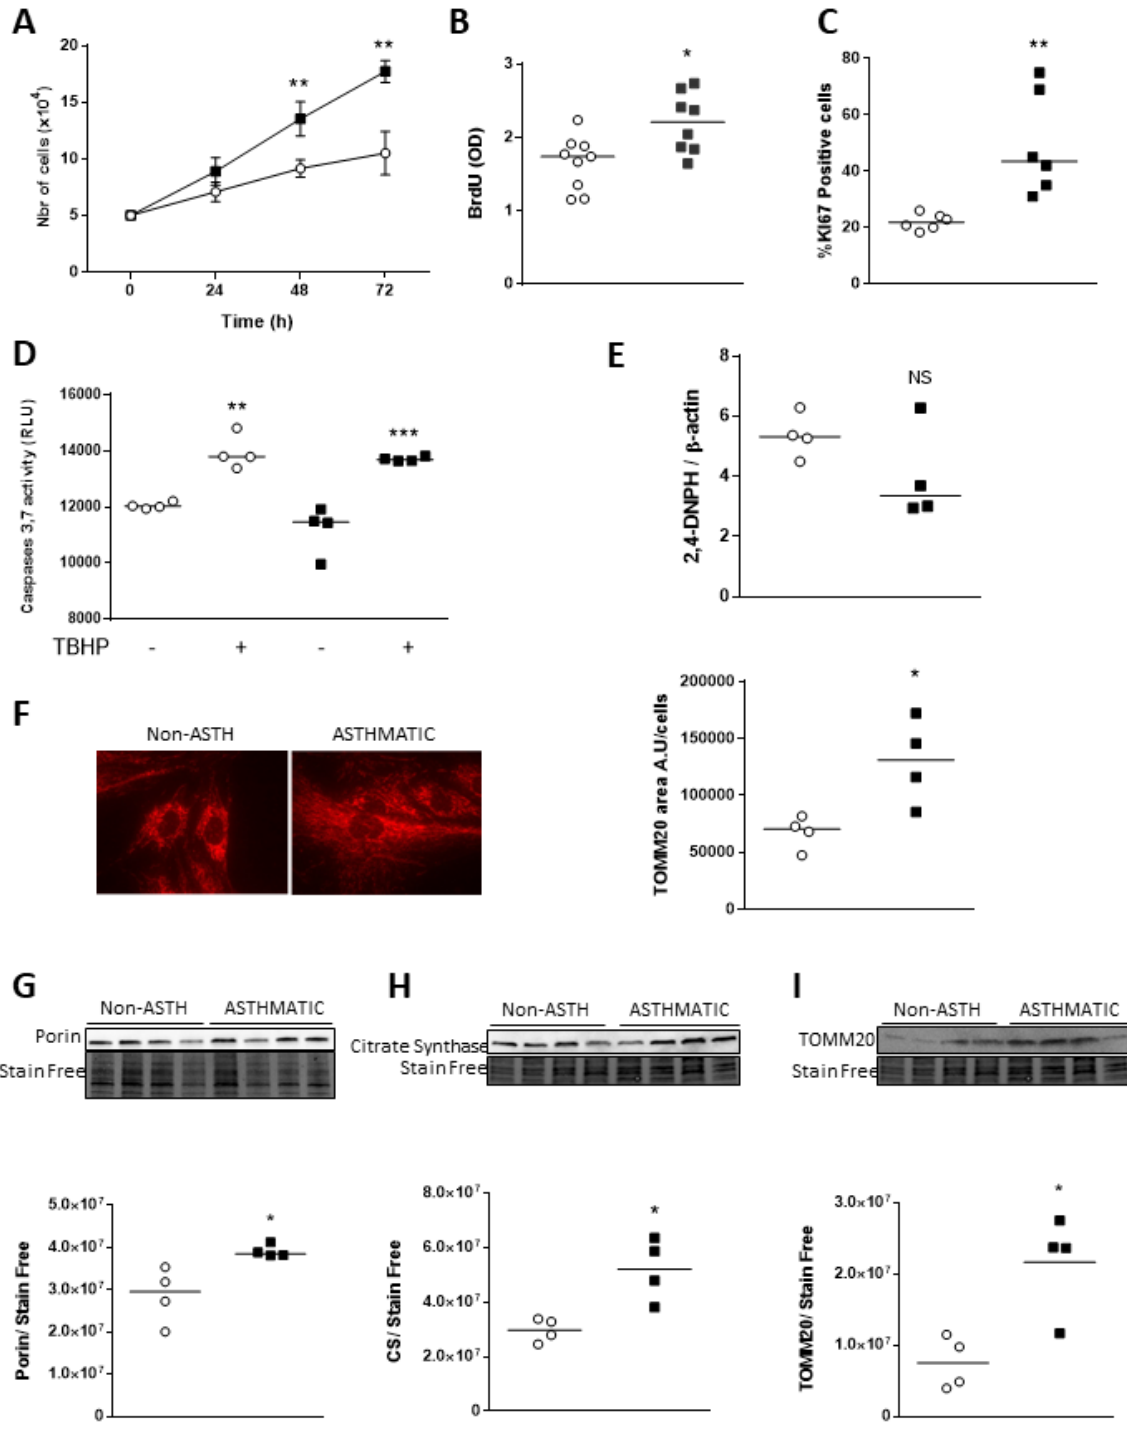 A
20
15
10
5
0
Nbr of cells (x10⁴)
**
**
0 24 48 72
Time (h)
B
3
2
1
0
BrdU (OD)
*
C
80
60
40
20
0
%KI67 Positive cells
**
D
16000
14000
12000
10000
8000
Caspases 3,7 activity (RLU)
**
***
TBHP - + - +
E
8
6
4
2
0
2,4-DNPH / β-actin
NS
F
Non-ASTH ASTHMATIC
200000
150000
100000
50000
0
TOMM20 area A.U/cells
*
G
Non-ASTH ASTHMATIC
Porin
Stain Free
5.0×10⁷
4.0×10⁷
3.0×10⁷
2.0×10⁷
1.0×10⁷
0
Porin/ Stain Free
*
H
Non-ASTH ASTHMATIC
Citrate Synthase
Stain Free
8.0×10⁷
6.0×10⁷
4.0×10⁷
2.0×10⁷
0
CS/ Stain Free
*
I
Non-ASTH ASTHMATIC
TOMM20
Stain Free
3.0×10⁷
2.0×10⁷
1.0×10⁷
0
TOMM20/ Stain Free
*